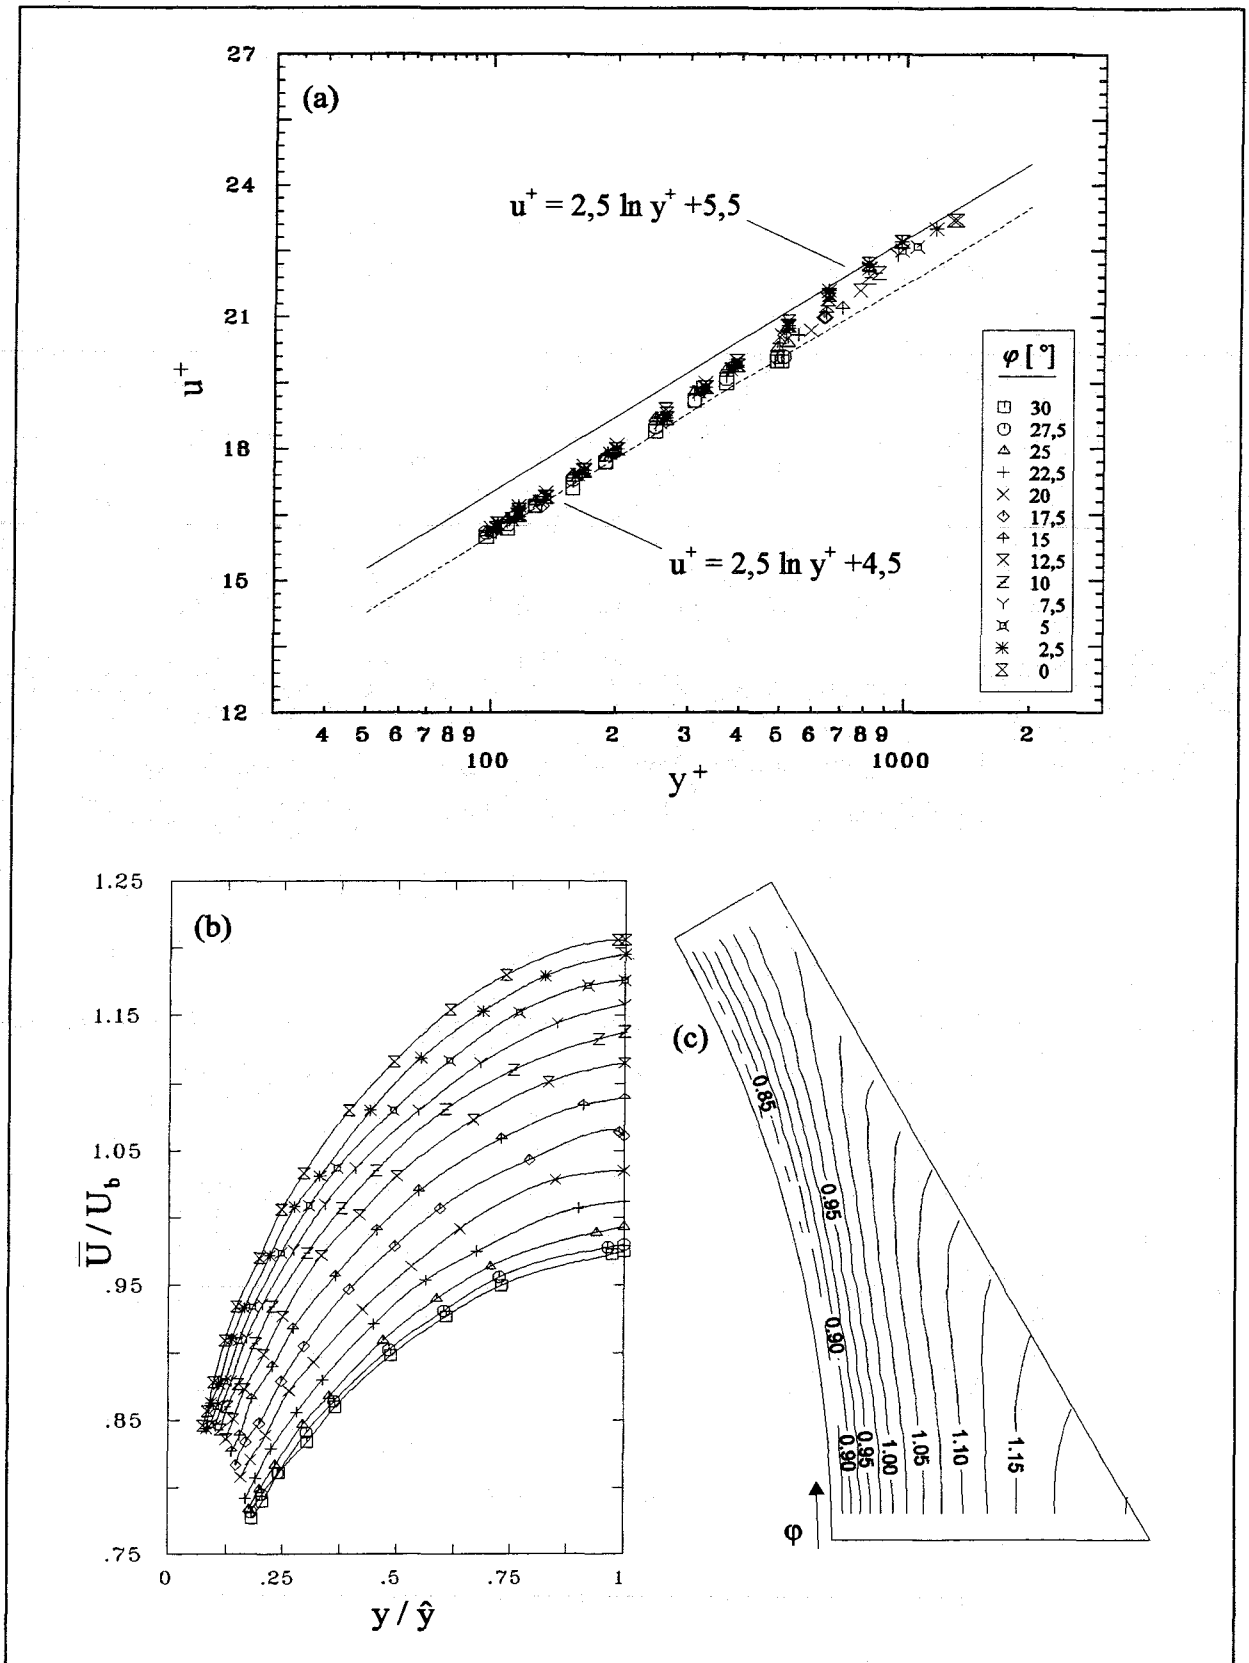 27
(a)
24
u⁺ = 2,5 ln y⁺ +5,5
21
u⁺
φ [ °]
30
27,5
25
22,5
20
17,5
15
12,5
10
7,5
5
2,5
0
18
u⁺ = 2,5 ln y⁺ +4,5
15
12
4 5 6 7 8 9 2 3 4 5 6 7 8 9 2
100 1000
y⁺
1.25
(b)
1.15
1.05
U̅ / U_b
.95
.85
.75
0 .25 .5 .75 1
y / ŷ
(c)
0.85
0.95
0.90
0.90
0.95
1.00
1.05
1.10
1.15
φ